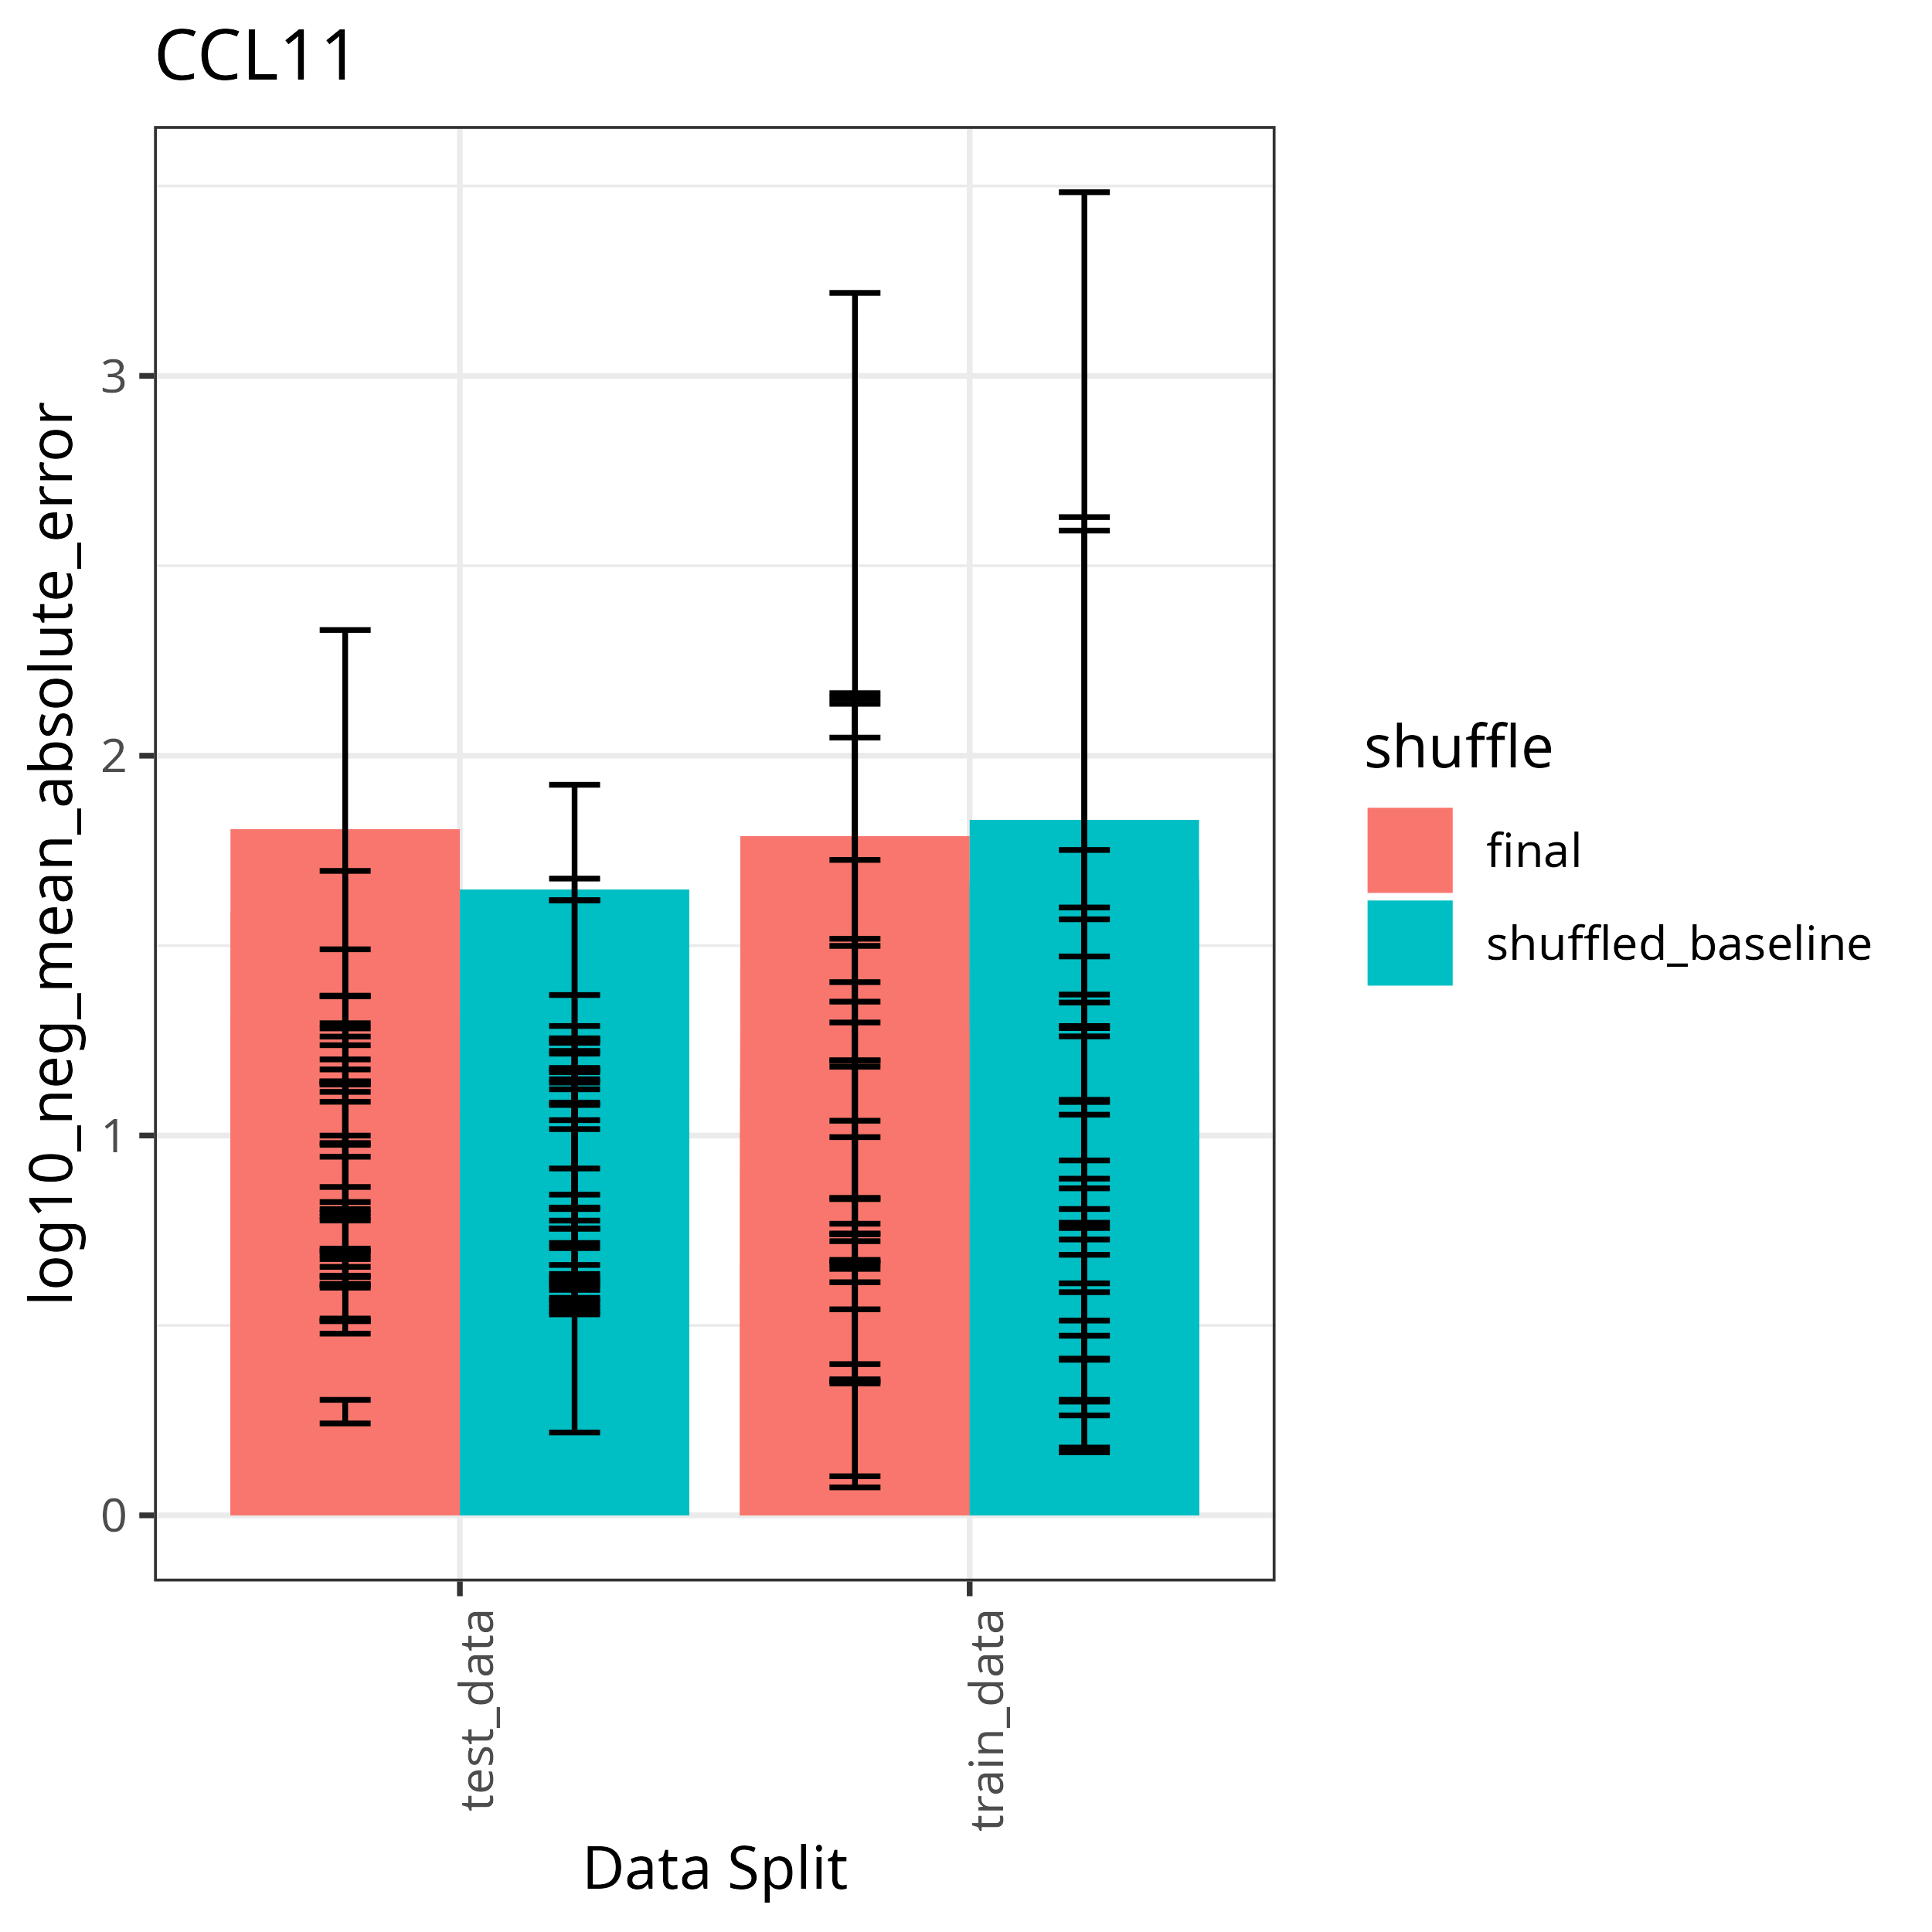 CCL11
log10_neg_mean_absolute_error
3
2
1
0
test_data
train_data
Data Split
shuffle
final
shuffled_baseline